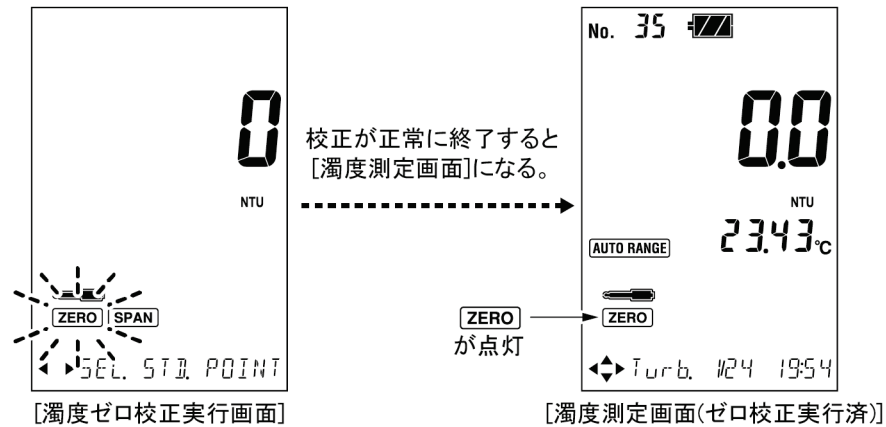 0
NTU
ZERO SPAN
SEL. STD. POINT
[濁度ゼロ校正実行画面]
校正が正常に終了すると
[濁度測定画面]になる。
No. 35
0.0
NTU
23.43℃
AUTO RANGE
ZERO
が点灯
ZERO
Turb. 1/24 19:54
[濁度測定画面(ゼロ校正実行済)]